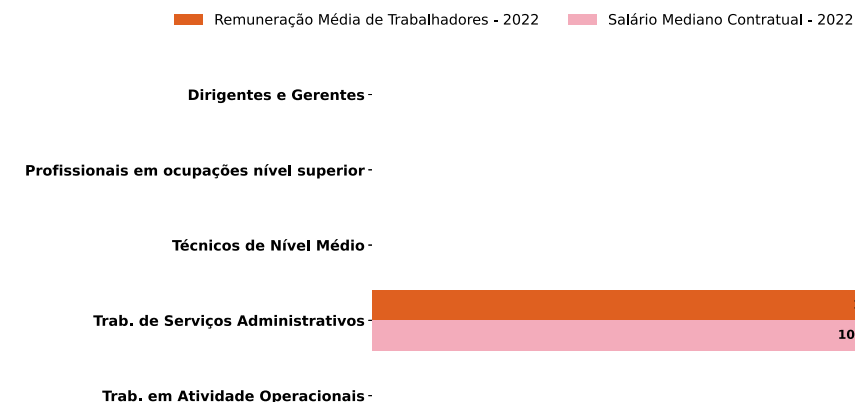 Remuneração Média de Trabalhadores - 2022 Salário Mediano Contratual - 2022
Dirigentes e Gerentes
Profissionais em ocupações nível superior
Técnicos de Nível Médio
Trab. de Serviços Administrativos
10
Trab. em Atividade Operacionais